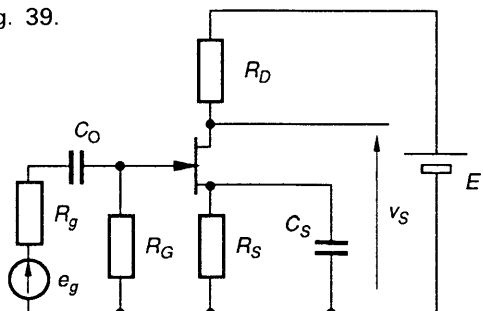 g. 39.
R_D
C_O
E
R_g
R_G
R_S
C_S
v_S
e_g